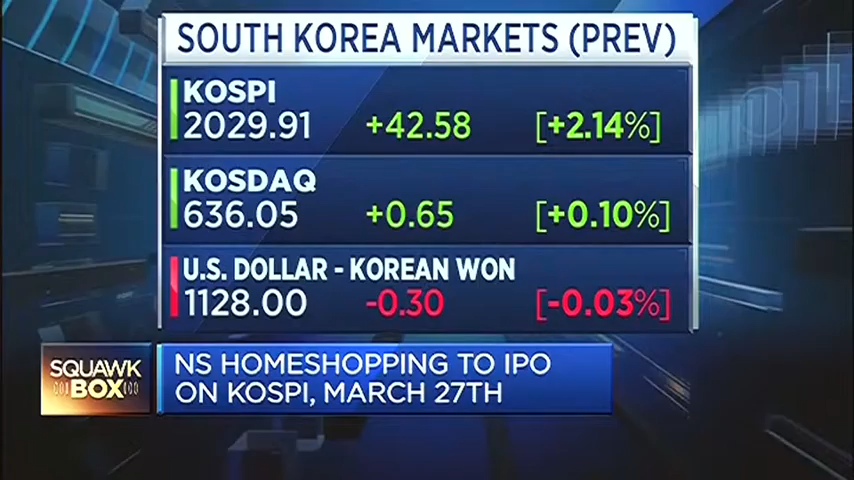 SOUTH KOREA MARKETS (PREV)
KOSPI
2029.91 +42.58 [+2.14%]
KOSDAQ
636.05 +0.65 [+0.10%]
U.S. DOLLAR - KOREAN WON
1128.00 -0.30 [-0.03%]
SQUAWK
BOX
NS HOMESHOPPING TO IPO
ON KOSPI, MARCH 27TH